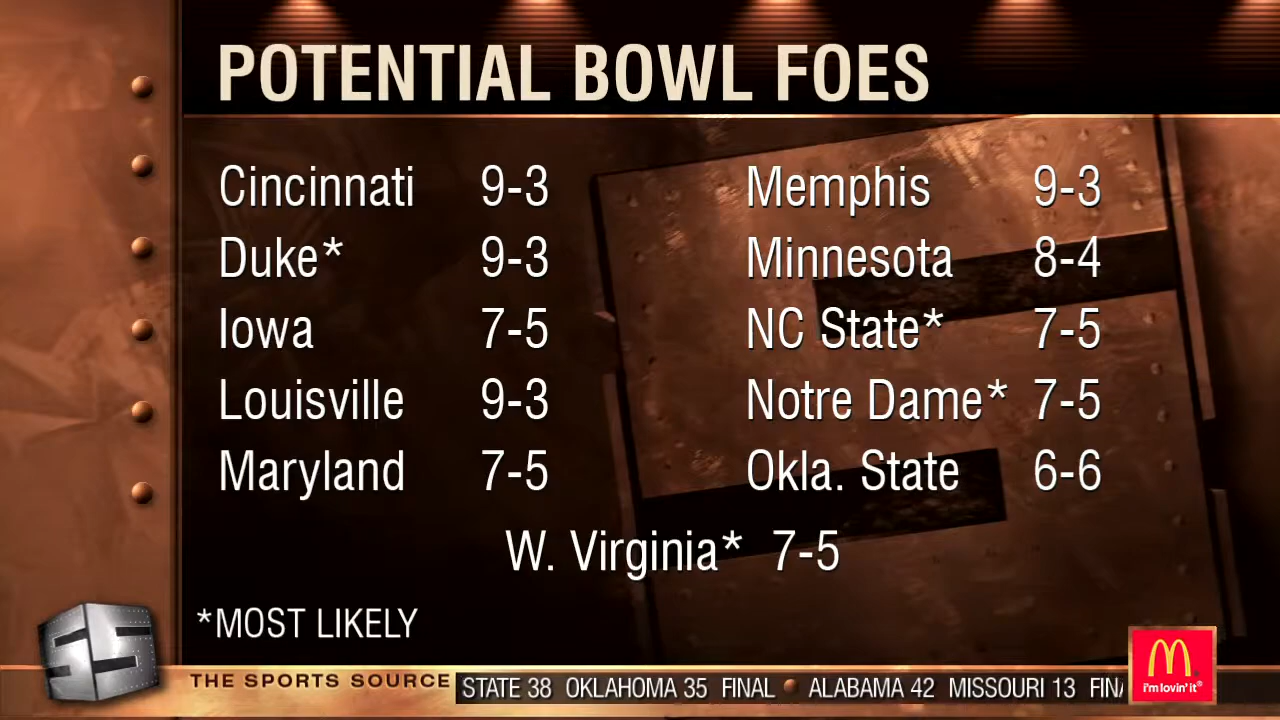 POTENTIAL BOWL FOES
Cincinnati 9-3 Memphis 9-3
Duke* 9-3 Minnesota 8-4
Iowa 7-5 NC State* 7-5
Louisville 9-3 Notre Dame* 7-5
Maryland 7-5 Okla. State 6-6
W. Virginia* 7-5
*MOST LIKELY
SS
THE SPORTS SOURCE STATE 38 OKLAHOMA 35 FINAL ALABAMA 42 MISSOURI 13 FINA
i'm lovin' it®